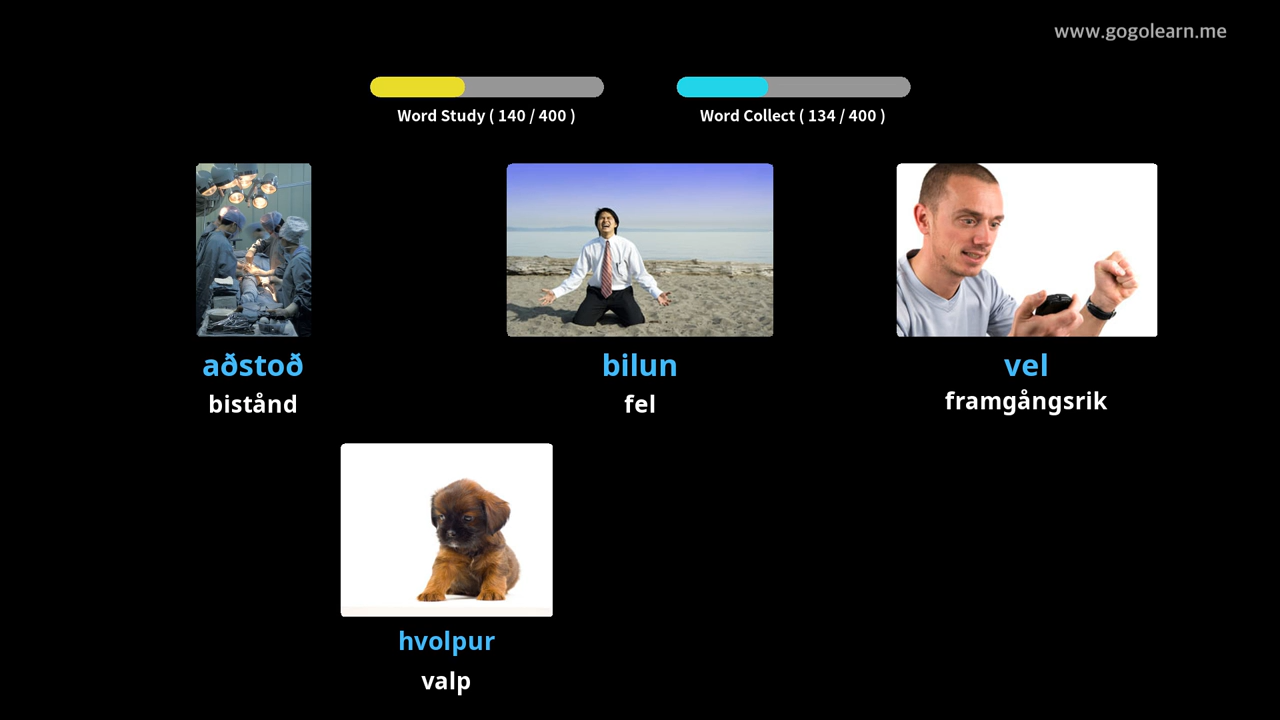 www.gogolearn.me
Word Study ( 140 / 400 )
Word Collect ( 134 / 400 )
aðstoð
bistånd
bilun
fel
vel
framgångsrik
hvolpur
valp